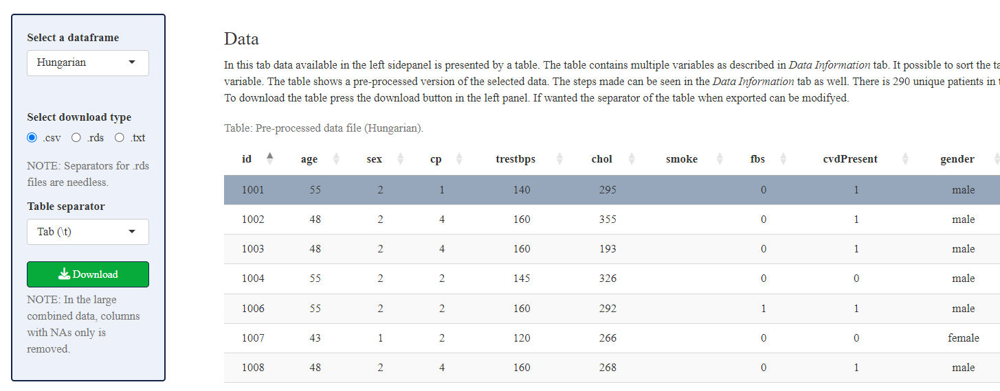 Select a dataframe
Hungarian
Select download type
.csv .rds .txt
NOTE: Separators for .rds
files are needless.
Table separator
Tab (\t)
Download
NOTE: In the large
combined data, columns
with NAs only is
removed.
Data
In this tab data available in the left sidepanel is presented by a table. The table contains multiple variables as described in Data Information tab. It possible to sort the
variable. The table shows a pre-processed version of the selected data. The steps made can be seen in the Data Information tab as well. There is 290 unique patients in
To download the table press the download button in the left panel. If wanted the separator of the table when exported can be modifyed.
Table: Pre-processed data file (Hungarian).
id age sex cp trestbps chol smoke fbs cvdPresent gender
1001 55 2 1 140 295 0 1 male
1002 48 2 4 160 355 0 1 male
1003 48 2 4 160 193 0 1 male
1004 55 2 2 145 326 0 0 male
1006 55 2 2 160 292 1 1 male
1007 43 1 2 120 266 0 0 female
1008 48 2 4 160 268 0 1 male